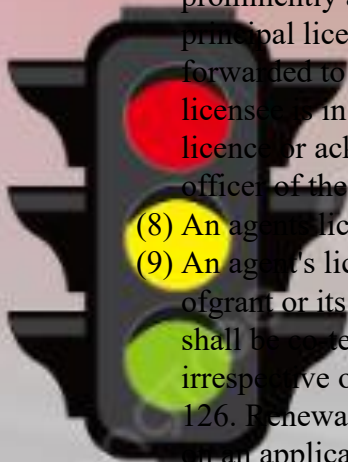 prominently a
principal lice
forwarded to
licensee is in
licence or ack
officer of the
(8) An agent's lic
(9) An agent's lic
ofgrant or its
shall be co-te
irrespective o
126. Renewa
on an applica